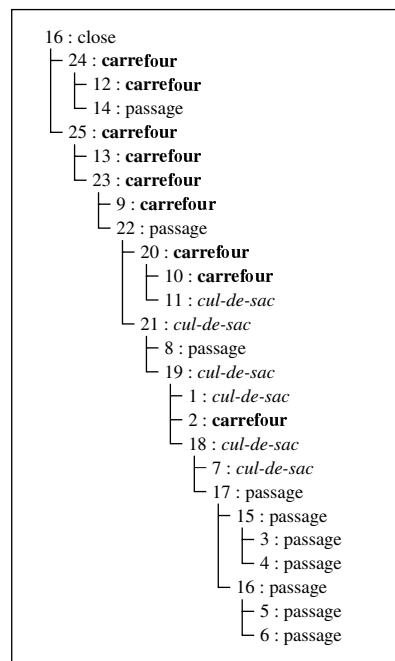 16 : close
24 : carrefour
12 : carrefour
14 : passage
25 : carrefour
13 : carrefour
23 : carrefour
9 : carrefour
22 : passage
20 : carrefour
10 : carrefour
11 : cul-de-sac
21 : cul-de-sac
8 : passage
19 : cul-de-sac
1 : cul-de-sac
2 : carrefour
18 : cul-de-sac
7 : cul-de-sac
17 : passage
15 : passage
3 : passage
4 : passage
16 : passage
5 : passage
6 : passage